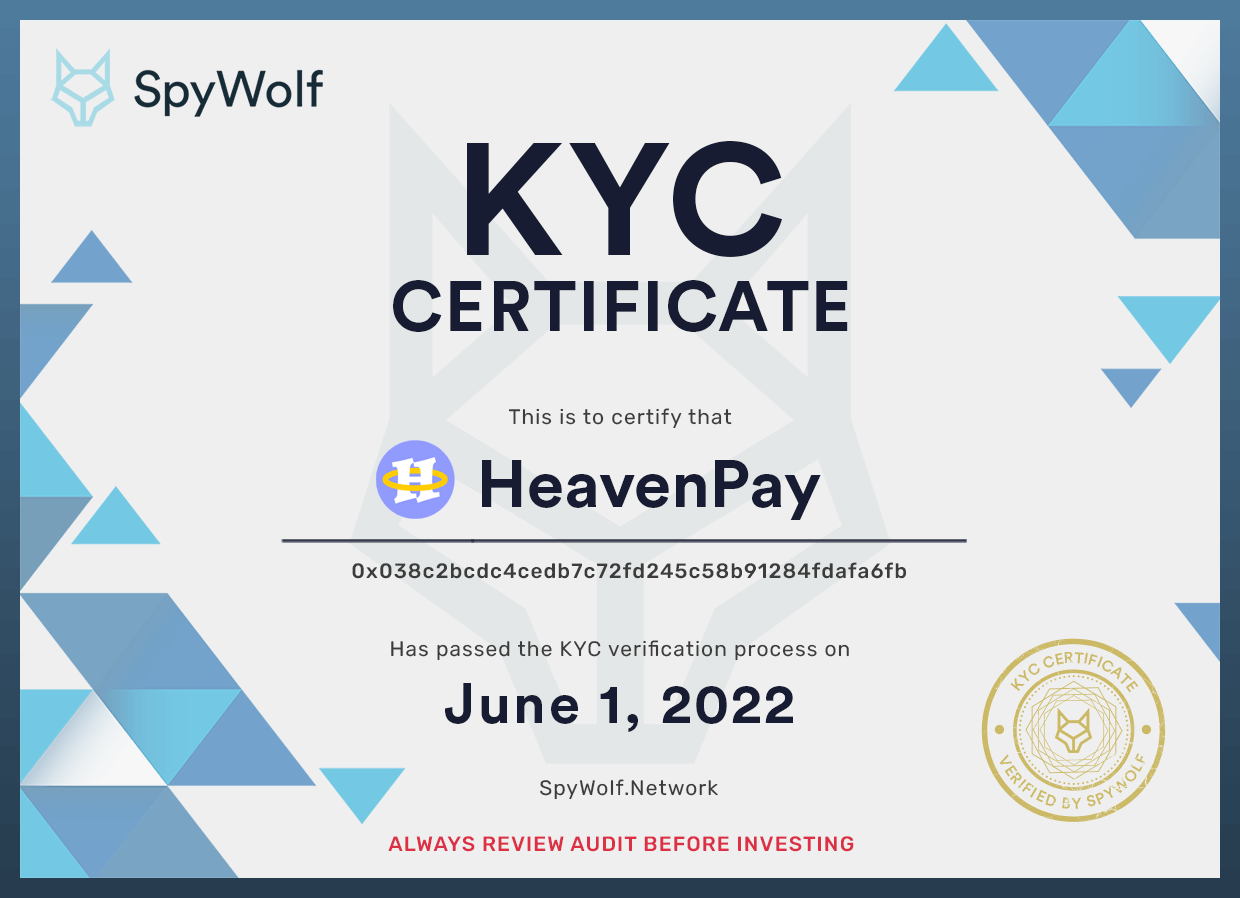 SpyWolf
KYC
CERTIFICATE
This is to certify that
H HeavenPay
0x038c2bcdc4cedb7c72fd245c58b91284fdafa6fb
Has passed the KYC verification process on
June 1, 2022
KYC CERTIFICATE
VERIFIED BY SPYWOLF
SpyWolf.Network
ALWAYS REVIEW AUDIT BEFORE INVESTING